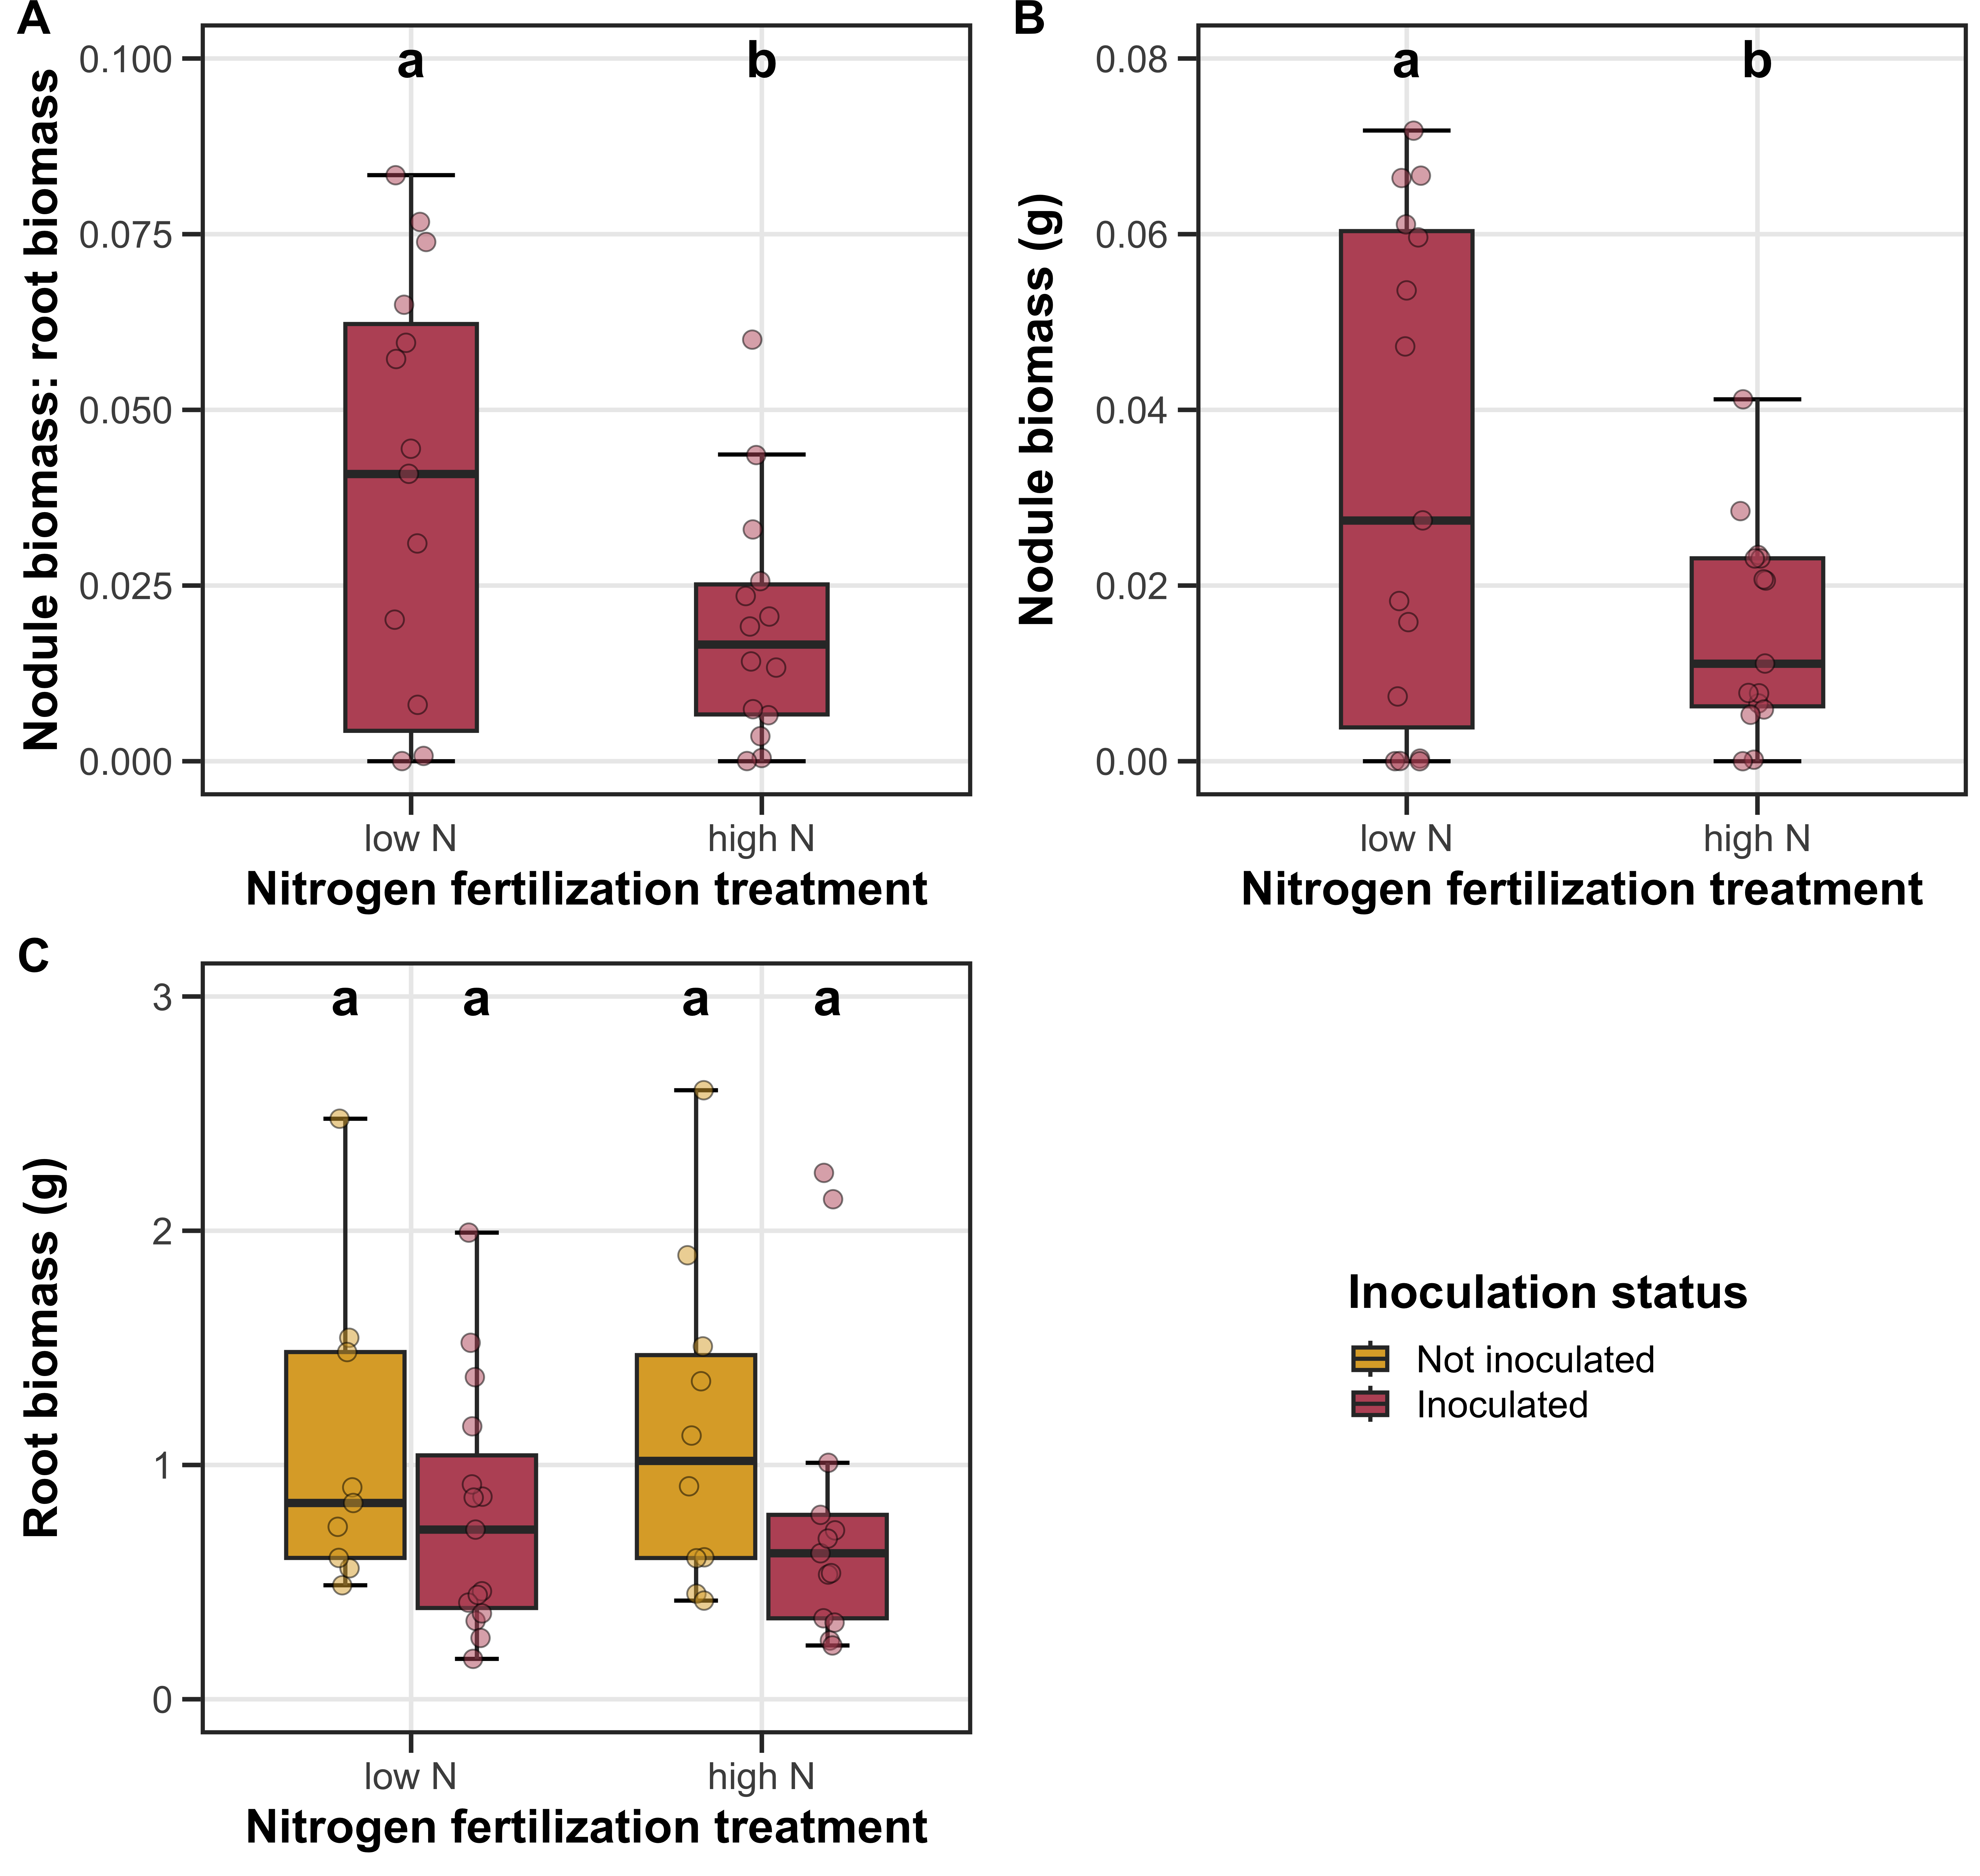 A
Nodule biomass: root biomass
0.100
0.075
0.050
0.025
0.000
a
b
low N
high N
Nitrogen fertilization treatment
B
Nodule biomass (g)
0.08
0.06
0.04
0.02
0.00
a
b
low N
high N
Nitrogen fertilization treatment
C
Root biomass (g)
3
2
1
0
a
a
a
a
low N
high N
Nitrogen fertilization treatment
Inoculation status
Not inoculated
Inoculated